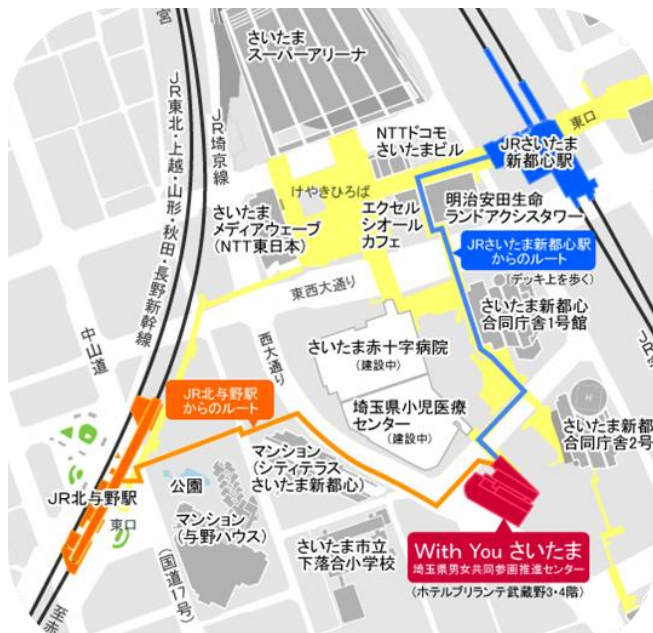 宮
さいたま
スーパーアリーナ
JR東北・上越・山形・秋田・長野新幹線
JR埼京線
NTTドコモ
さいたまビル
東口
JRさいたま
新都心駅
けやきひろば
さいたま
メディアウェーブ
(NTT東日本)
エクセル
シオール
カフェ
明治安田生命
ランドアクシスタワー
JRさいたま新都心駅
からのルート
(デッキ上を歩く)
東西大通り
中山道
西大通り
さいたま新都心
合同庁舎1号館
さいたま赤十字病院
(建設中)
JR北与野駅
からのルート
埼玉県小児医療
センター
(建設中)
さいたま新都
合同庁舎2号
H
マンション
(シティテラス
さいたま新都心)
公園
JR北与野駅
東口
マンション
(与野ハウス)
(国道17号)
さいたま市立
下落合小学校
With You さいたま
埼玉県男女共同参画推進センター
(ホテルブリランテ武蔵野3・4階)
至赤